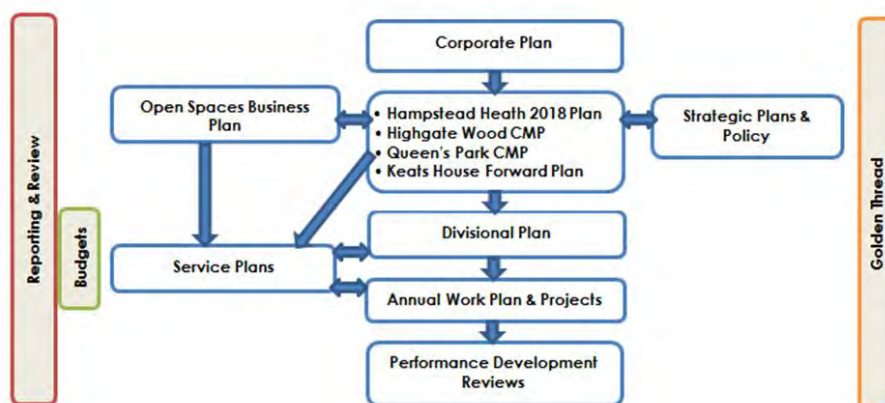 Corporate Plan
Open Spaces Business
Plan
• Hampstead Heath 2018 Plan
• Highgate Wood CMP
• Queen's Park CMP
• Keats House Forward Plan
Strategic Plans &
Policy
Reporting & Review
Budgets
Golden Thread
Divisional Plan
Service Plans
Annual Work Plan & Projects
Performance Development
Reviews